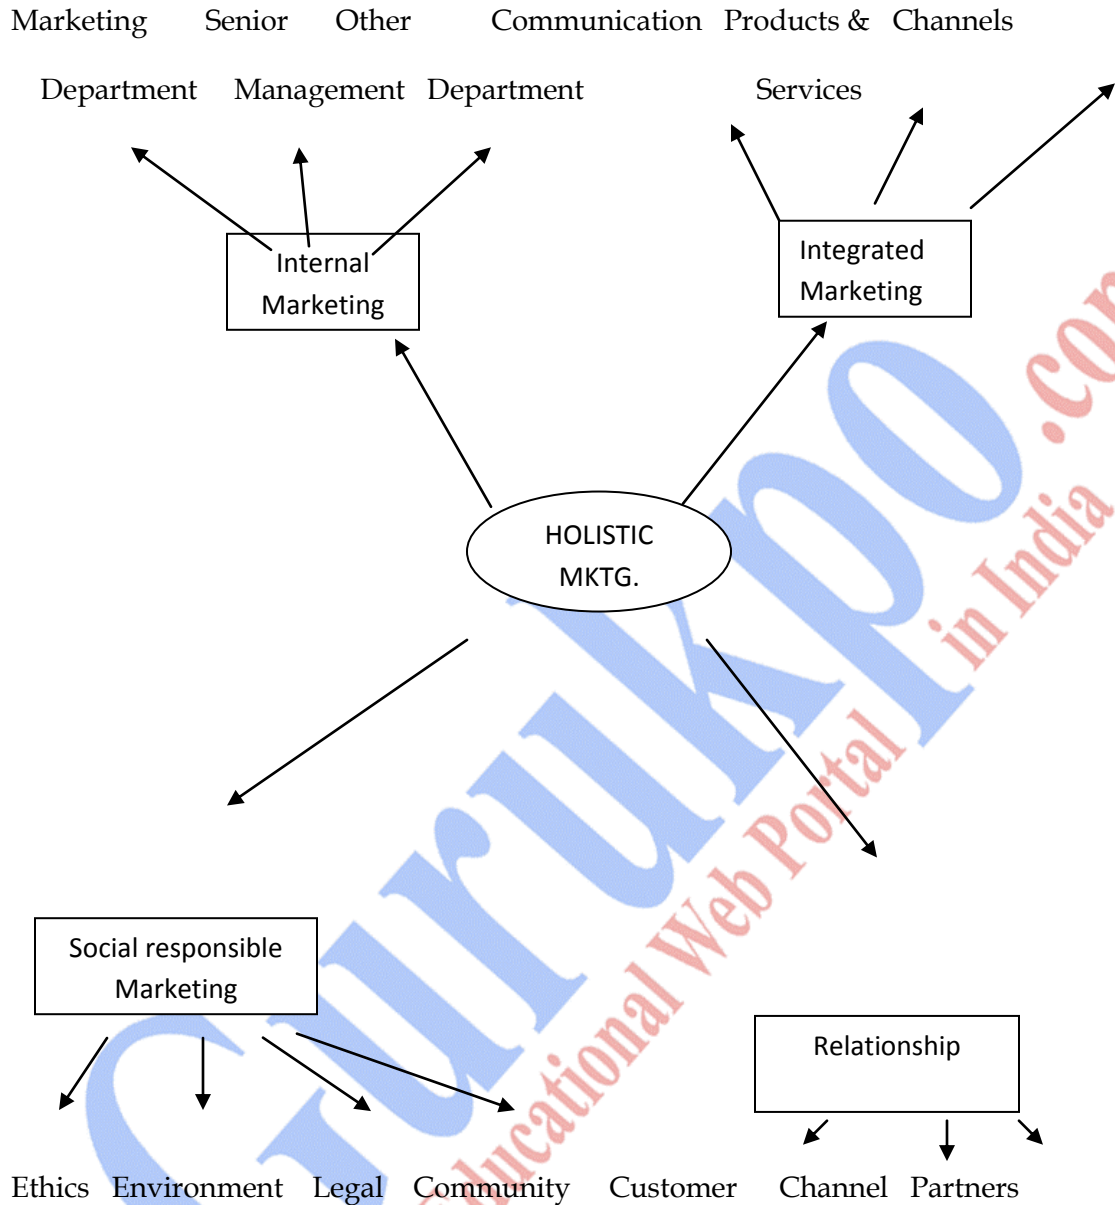 Marketing Senior Other Communication Products & Channels
Department Management Department Services
Internal
Marketing
Integrated
Marketing
HOLISTIC
MKTG.
Social responsible
Marketing
Relationship
Ethics Environment Legal Community Customer Channel Partners
Gurukpo.com
Educational Web Portal in India